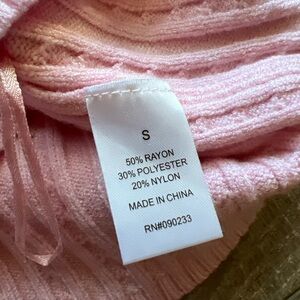 S
50% RAYON
30% POLYESTER
20% NYLON
MADE IN CHINA
RN#090233